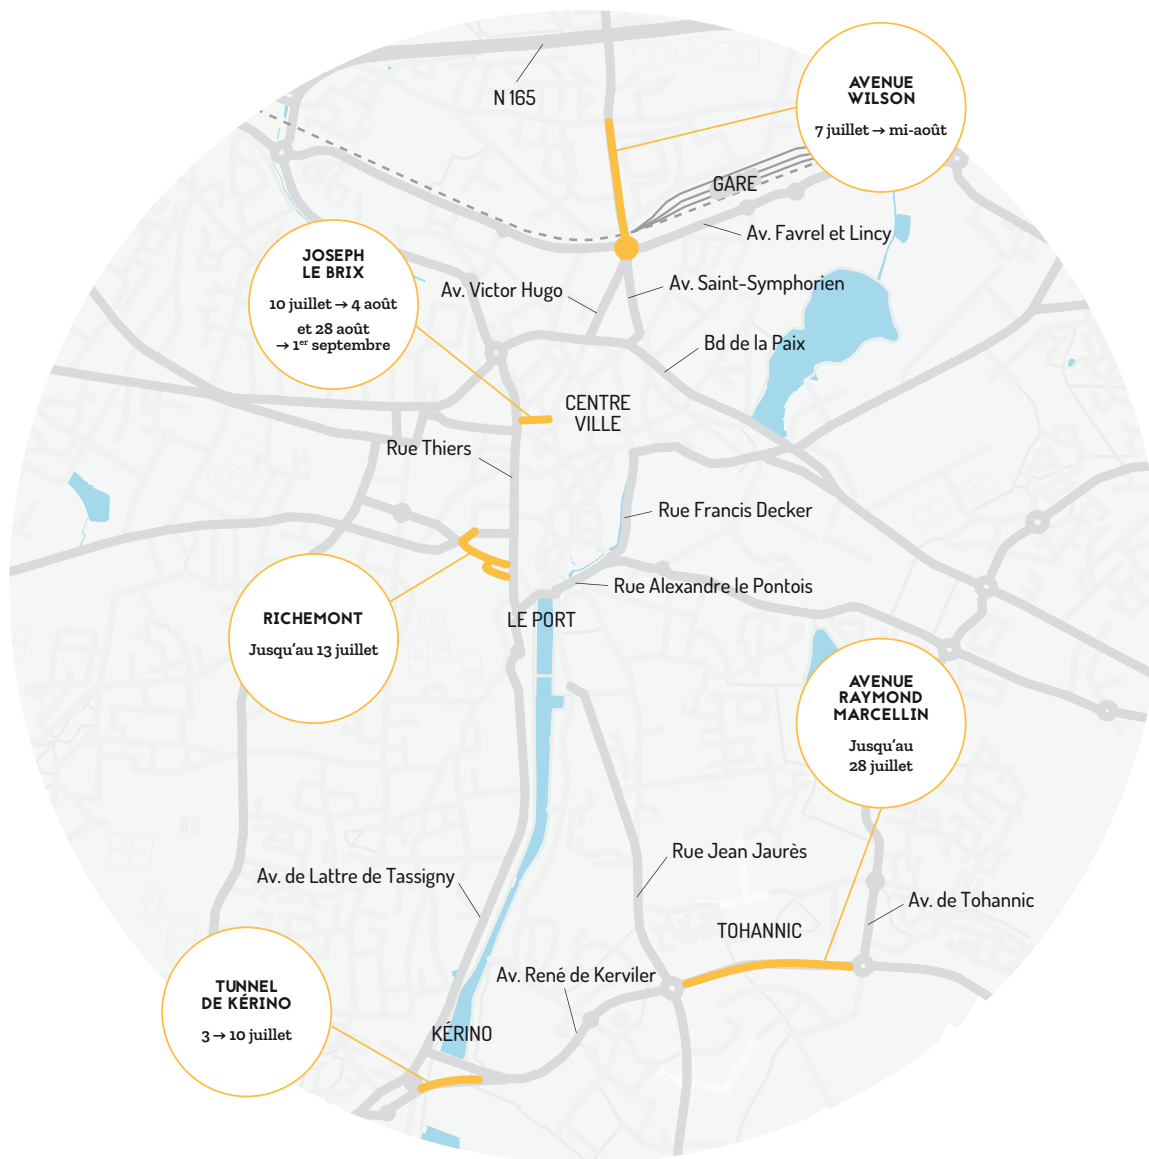 AVENUE
WILSON
7 juillet → mi-août
N 165
GARE
Av. Favrel et Lincy
JOSEPH
LE BRIX
10 juillet → 4 août
et 28 août
→ 1er septembre
Av. Victor Hugo
Av. Saint-Symphorien
Bd de la Paix
CENTRE
VILLE
Rue Thiers
Rue Francis Decker
Rue Alexandre le Pontois
LE PORT
RICHEMONT
Jusqu'au 13 juillet
AVENUE
RAYMOND
MARCELLIN
Jusqu'au
28 juillet
Rue Jean Jaurès
Av. de Lattre de Tassigny
Av. de Tohannic
TOHANNIC
Av. René de Kerviler
TUNNEL
DE KÉRINO
3 → 10 juillet
KÉRINO